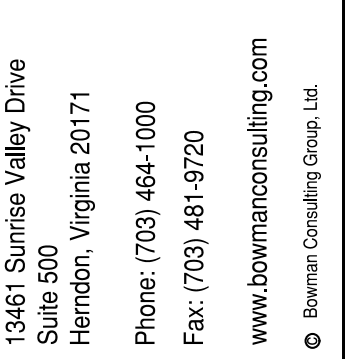 13461 Sunrise Valley Drive
Suite 500
Herndon, Virginia 20171
Phone: (703) 464-1000
Fax: (703) 481-9720
www.bowmanconsulting.com
© Bowman Consulting Group, Ltd.